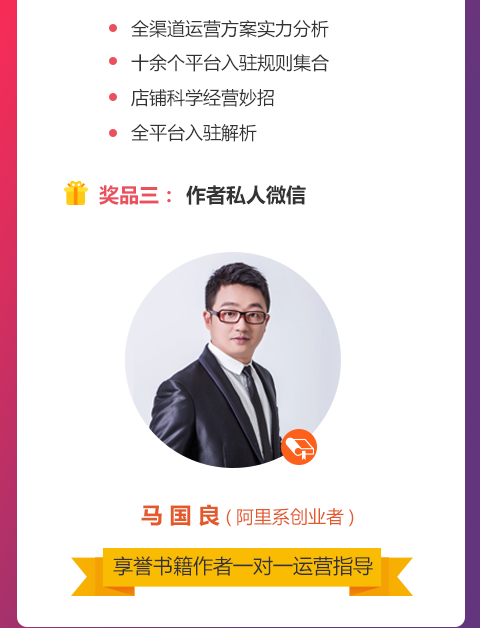 全渠道运营方案实力分析
十余个平台入驻规则集合
店铺科学经营妙招
全平台入驻解析
奖品三： 作者私人微信
马国良（阿里系创业者）
享誉书籍作者一对一运营指导